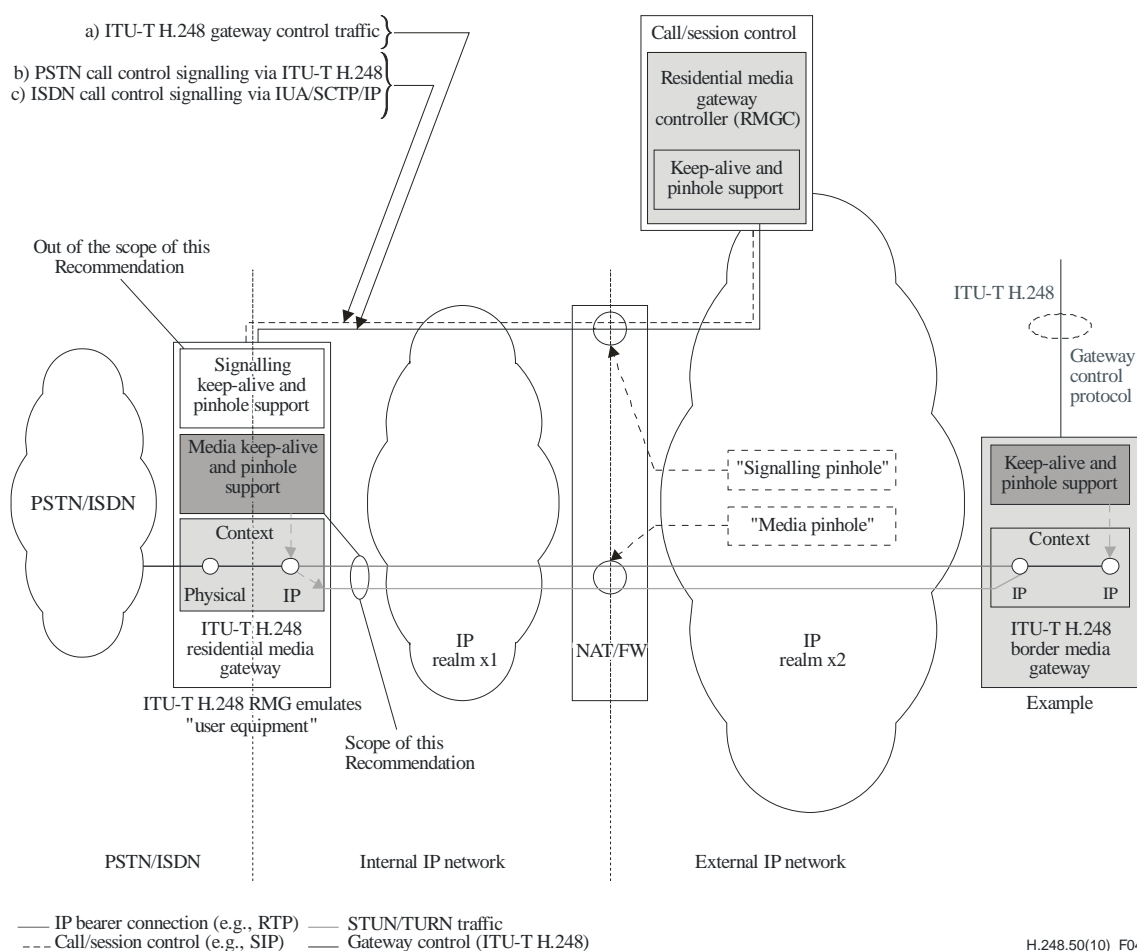 a) ITU-T H.248 gateway control traffic
b) PSTN call control signalling via ITU-T H.248
c) ISDN call control signalling via IUA/SCTP/IP
Call/session control
Residential media
gateway
controller (RMGC)
Keep-alive and
pinhole support
Out of the scope of this
Recommendation
ITU-T H.248
Gateway
control
protocol
Signalling
keep-alive and
pinhole support
Media keep-alive
and pinhole
support
PSTN/ISDN
Context
Physical
IP
ITU-T H.248
residential media
gateway
ITU-T H.248 RMG emulates
"user equipment"
IP
realm x1
NAT/FW
"Signalling pinhole"
"Media pinhole"
IP
realm x2
Keep-alive and
pinhole support
Context
IP
IP
ITU-T H.248
border media
gateway
Example
Scope of this
Recommendation
PSTN/ISDN
Internal IP network
External IP network
IP bearer connection (e.g., RTP)
STUN/TURN traffic
Call/session control (e.g., SIP)
Gateway control (ITU-T H.248)
H.248.50(10)_F04